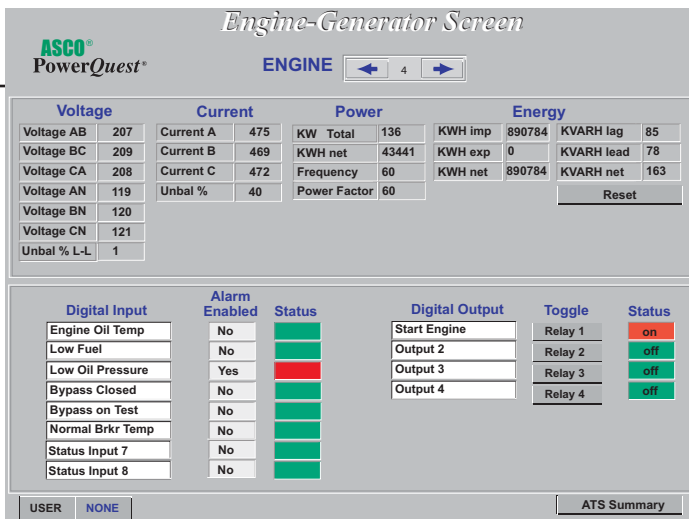 Engine-Generator Screen
ASCO®
PowerQuest®
ENGINE 4
Voltage Current Power Energy
Voltage AB 207 Current A 475 KW Total 136 KWH imp 890784 KVARH lag 85
Voltage BC 209 Current B 469 KWH net 43441 KWH exp 0 KVARH lead 78
Voltage CA 208 Current C 472 Frequency 60 KWH net 890784 KVARH net 163
Voltage AN 119 Unbal % 40 Power Factor 60 Reset
Voltage BN 120
Voltage CN 121
Unbal % L-L 1
Digital Input Alarm Enabled Status Digital Output Toggle Status
Engine Oil Temp No Start Engine Relay 1 on
Low Fuel No Output 2 Relay 2 off
Low Oil Pressure Yes Output 3 Relay 3 off
Bypass Closed No Output 4 Relay 4 off
Bypass on Test No
Normal Brkr Temp No
Status Input 7 No
Status Input 8 No
USER NONE ATS Summary